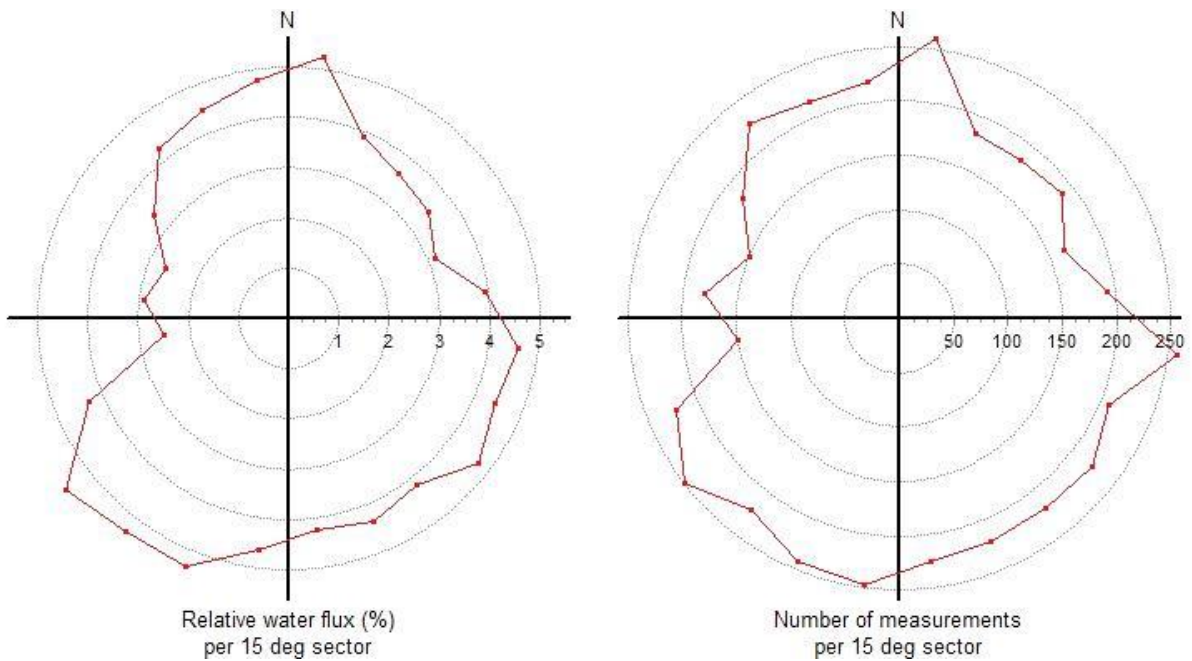 N
1 2 3 4 5
Relative water flux (%)
per 15 deg sector
N
50 100 150 200 250
Number of measurements
per 15 deg sector